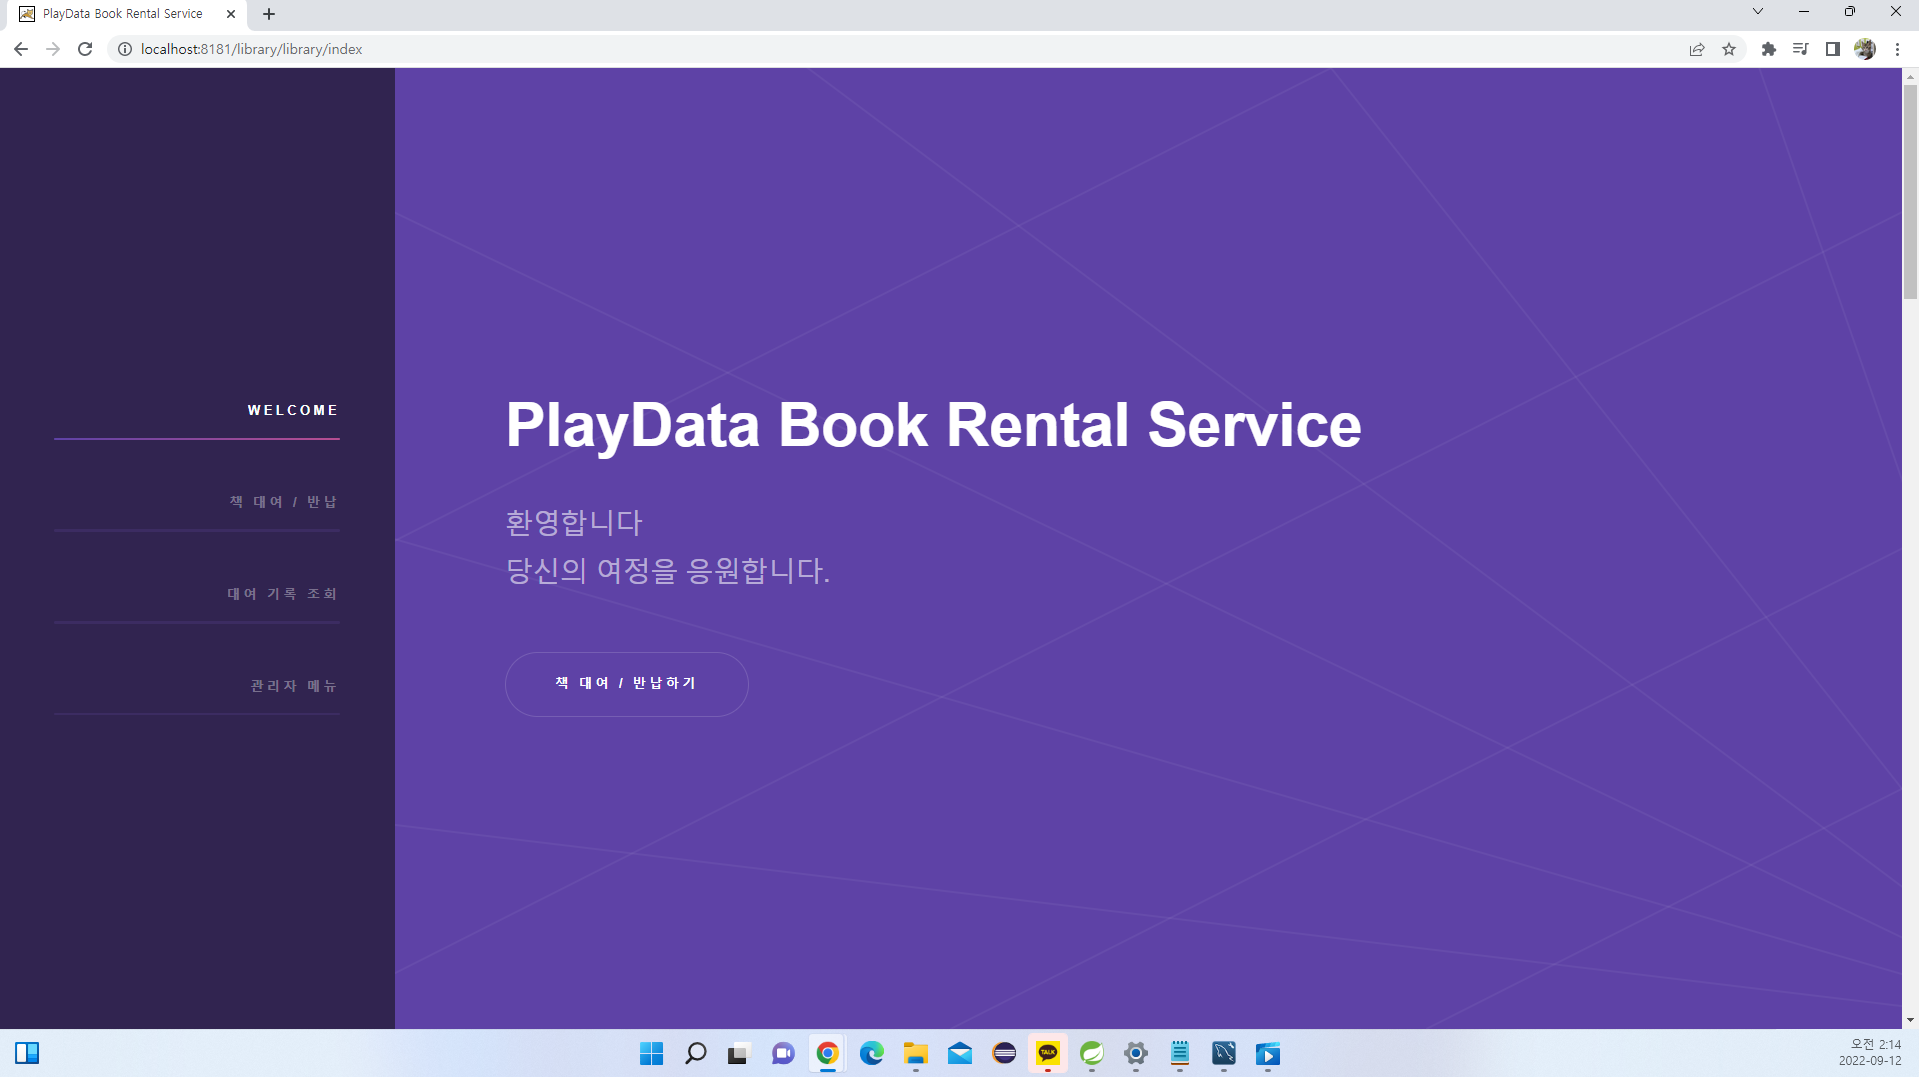 PlayData Book Rental Service
localhost:8181/library/library/index
WELCOME
책 대여 / 반납
대여 기록 조회
관리자 메뉴
PlayData Book Rental Service
환영합니다
당신의 여정을 응원합니다.
책 대여 / 반납하기
TALK
오전 2:14
2022-09-12